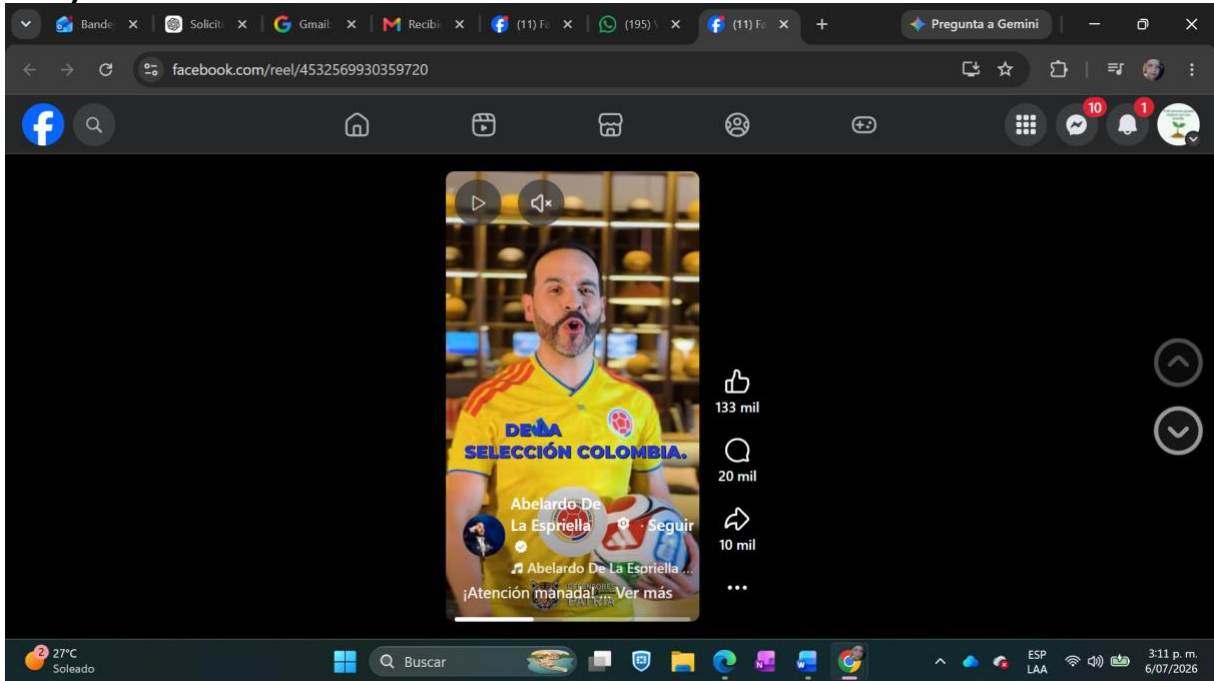 Bande
Solicit
Gmail:
Recibi
(11) Fa
(195)
(11) Fa
Pregunta a Gemini
facebook.com/reel/4532569930359720
10
1
DE LA
SELECCIÓN COLOMBIA.
133 mil
20 mil
10 mil
Abelardo De
La Espriella · Seguir
Abelardo De La Espriella ...
¡Atención manada! ... Ver más
PATRIA
2
27°C
Soleado
Buscar
ESP
LAA
3:11 p. m.
6/07/2026